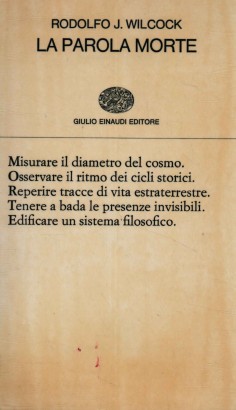 RODOLFO J. WILCOCK
LA PAROLA MORTE
GIULIO EINAUDI EDITORE
Misurare il diametro del cosmo.
Osservare il ritmo dei cicli storici.
Reperire tracce di vita estraterrestre.
Tenere a bada le presenze invisibili.
Edificare un sistema filosofico.